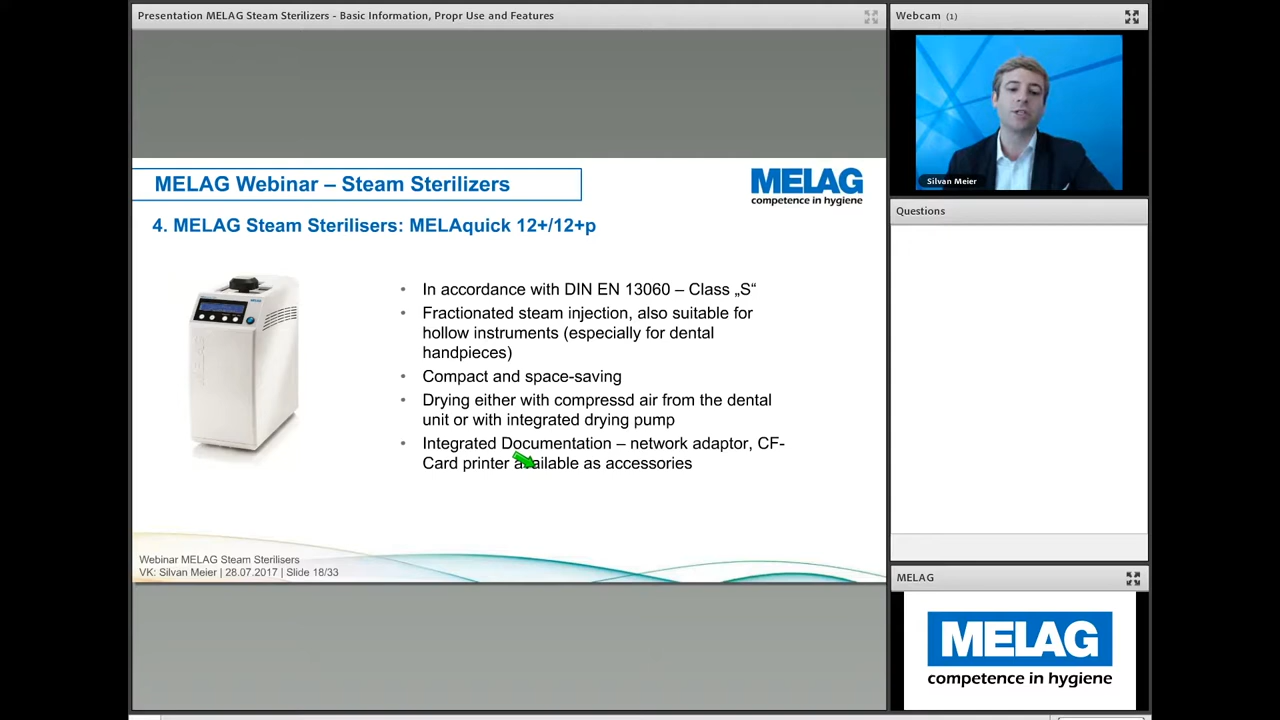 Presentation MELAG Steam Sterilizers - Basic Information, Propr Use and Features
MELAG Webinar – Steam Sterilizers
MELAG
competence in hygiene
4. MELAG Steam Sterilisers: MELAquick 12+/12+p
MELAG
• In accordance with DIN EN 13060 – Class „S“
• Fractionated steam injection, also suitable for
hollow instruments (especially for dental
handpieces)
• Compact and space-saving
• Drying either with compressd air from the dental
unit or with integrated drying pump
• Integrated Documentation – network adaptor, CF-
Card printer available as accessories
Webinar MELAG Steam Sterilisers
VK: Silvan Meier | 28.07.2017 | Slide 18/33
Webcam (1)
Silvan Meier
Questions
MELAG
MELAG
competence in hygiene